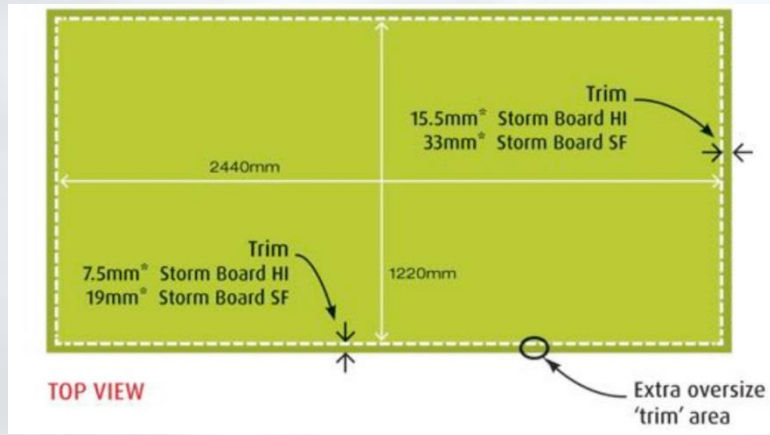 Trim
15.5mm* Storm Board HI
33mm* Storm Board SF
2440mm
Trim
7.5mm* Storm Board HI
19mm* Storm Board SF
1220mm
TOP VIEW
Extra oversize
'trim' area